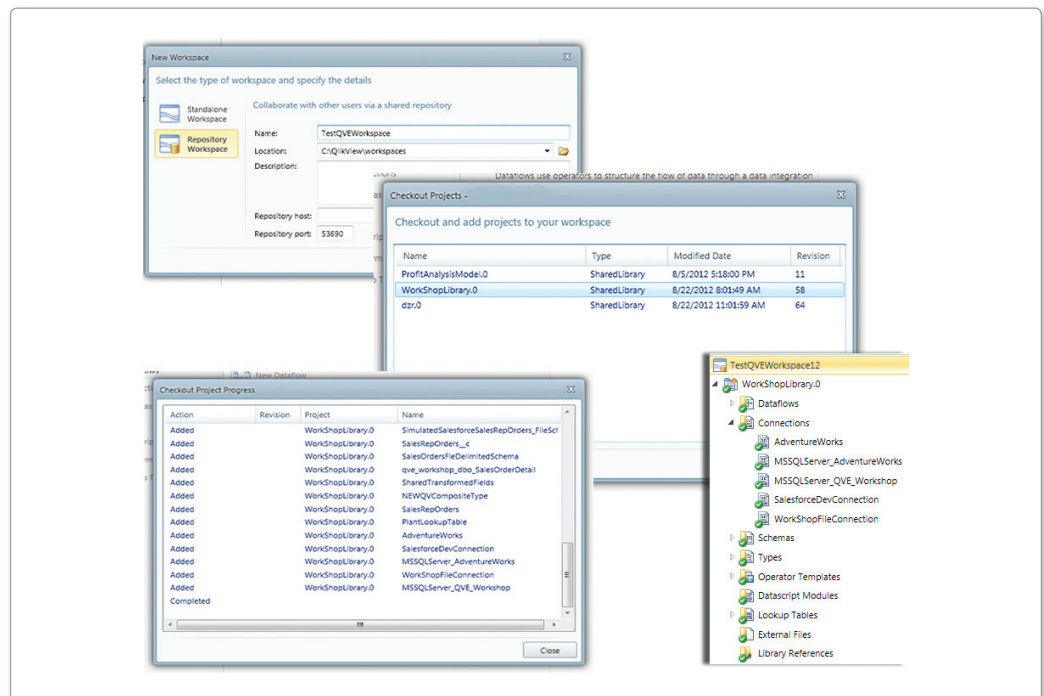 New Workspace
Select the type of workspace and specify the details
Standalone Workspace
Repository Workspace
Collaborate with other users via a shared repository
Name: TestQVEWorkspace
Location: C:\QlikView\workspaces
Description:
Repository host:
Repository port: 53690
Dataflows use operators to structure the flow of data through a data integration
Checkout Projects -
Checkout and add projects to your workspace
Name Type Modified Date Revision
ProfitAnalysisModel.0 SharedLibrary 8/5/2012 5:18:00 PM 11
WorkShopLibrary.0 SharedLibrary 8/22/2012 8:01:49 AM 58
dzr.0 SharedLibrary 8/22/2012 11:01:59 AM 64
New Dataflow
Checkout Project Progress
Action Revision Project Name
Added WorkShopLibrary.0 SimulatedSalesforceSalesRepOrders_FileScl
Added WorkShopLibrary.0 SalesRepOrders__c
Added WorkShopLibrary.0 SalesOrdersFleDelimitedSchema
Added WorkShopLibrary.0 qve_workshop_dbo_SalesOrderDetail
Added WorkShopLibrary.0 SharedTransformedFields
Added WorkShopLibrary.0 NEWQVCompositeType
Added WorkShopLibrary.0 SalesRepOrders
Added WorkShopLibrary.0 PlantLookupTable
Added WorkShopLibrary.0 AdventureWorks
Added WorkShopLibrary.0 SalesforceDevConnection
Added WorkShopLibrary.0 MSSQLServer_AdventureWorks
Added WorkShopLibrary.0 WorkShopFileConnection
Added WorkShopLibrary.0 MSSQLServer_QVE_Workshop
Completed
Close
TestQVEWorkspace12
WorkShopLibrary.0
Dataflows
Connections
AdventureWorks
MSSQLServer_AdventureWorks
MSSQLServer_QVE_Workshop
SalesforceDevConnection
WorkShopFileConnection
Schemas
Types
Operator Templates
Datascript Modules
Lookup Tables
External Files
Library References